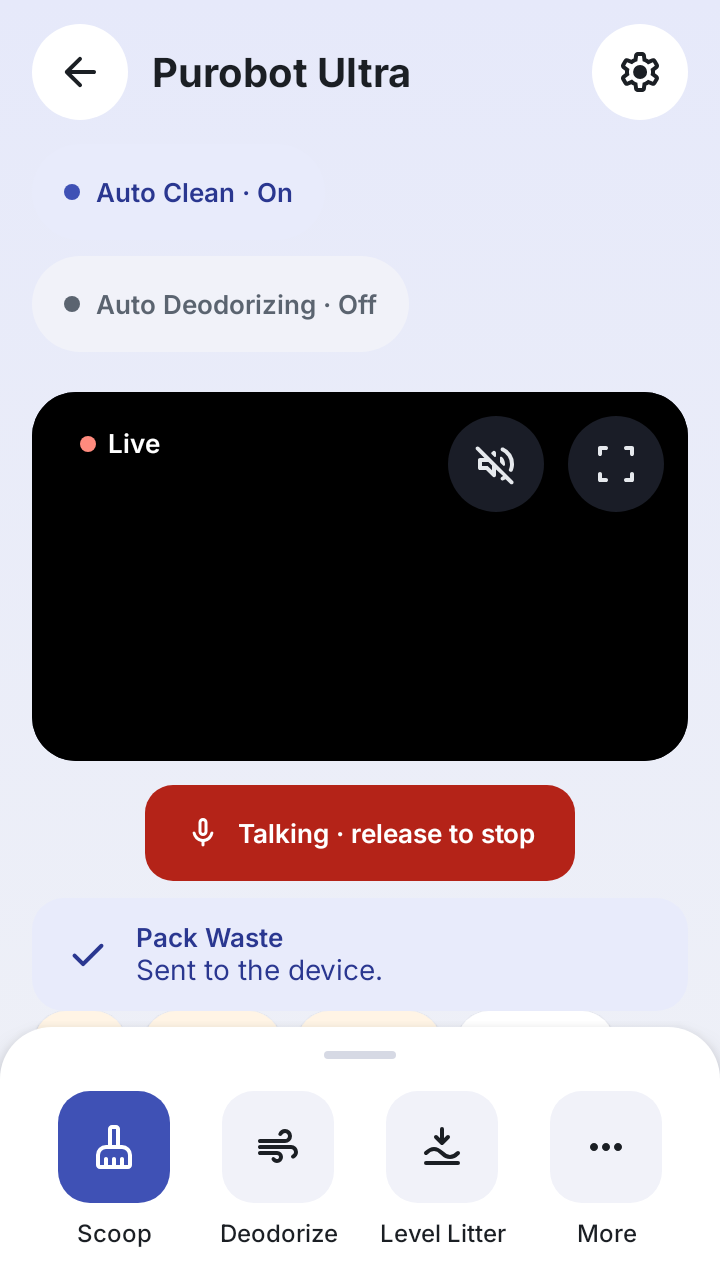 Purobot Ultra
Auto Clean · On
Auto Deodorizing · Off
Live
Talking · release to stop
Pack Waste
Sent to the device.
Scoop
Deodorize
Level Litter
More